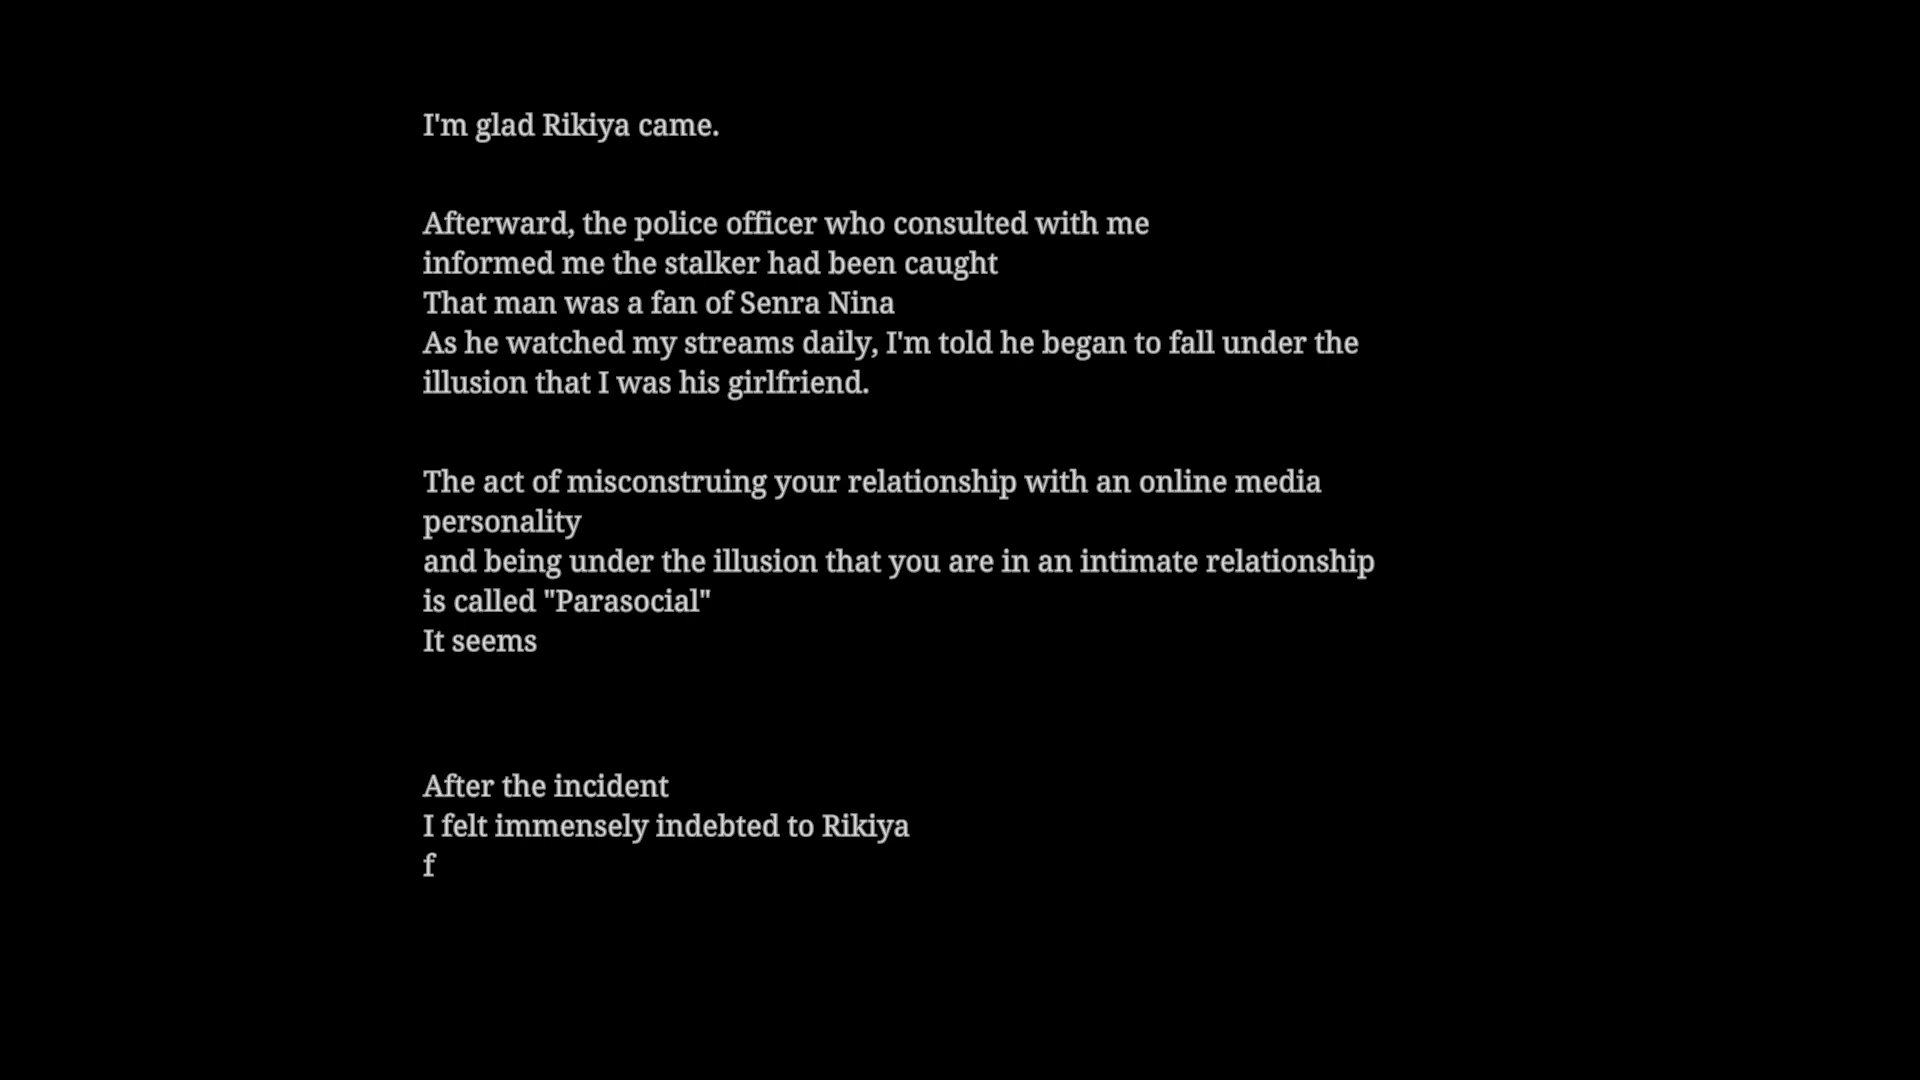 I'm glad Rikiya came.
Afterward, the police officer who consulted with me
informed me the stalker had been caught
That man was a fan of Senra Nina
As he watched my streams daily, I'm told he began to fall under the
illusion that I was his girlfriend.
The act of misconstruing your relationship with an online media
personality
and being under the illusion that you are in an intimate relationship
is called "Parasocial"
It seems
After the incident
I felt immensely indebted to Rikiya
f